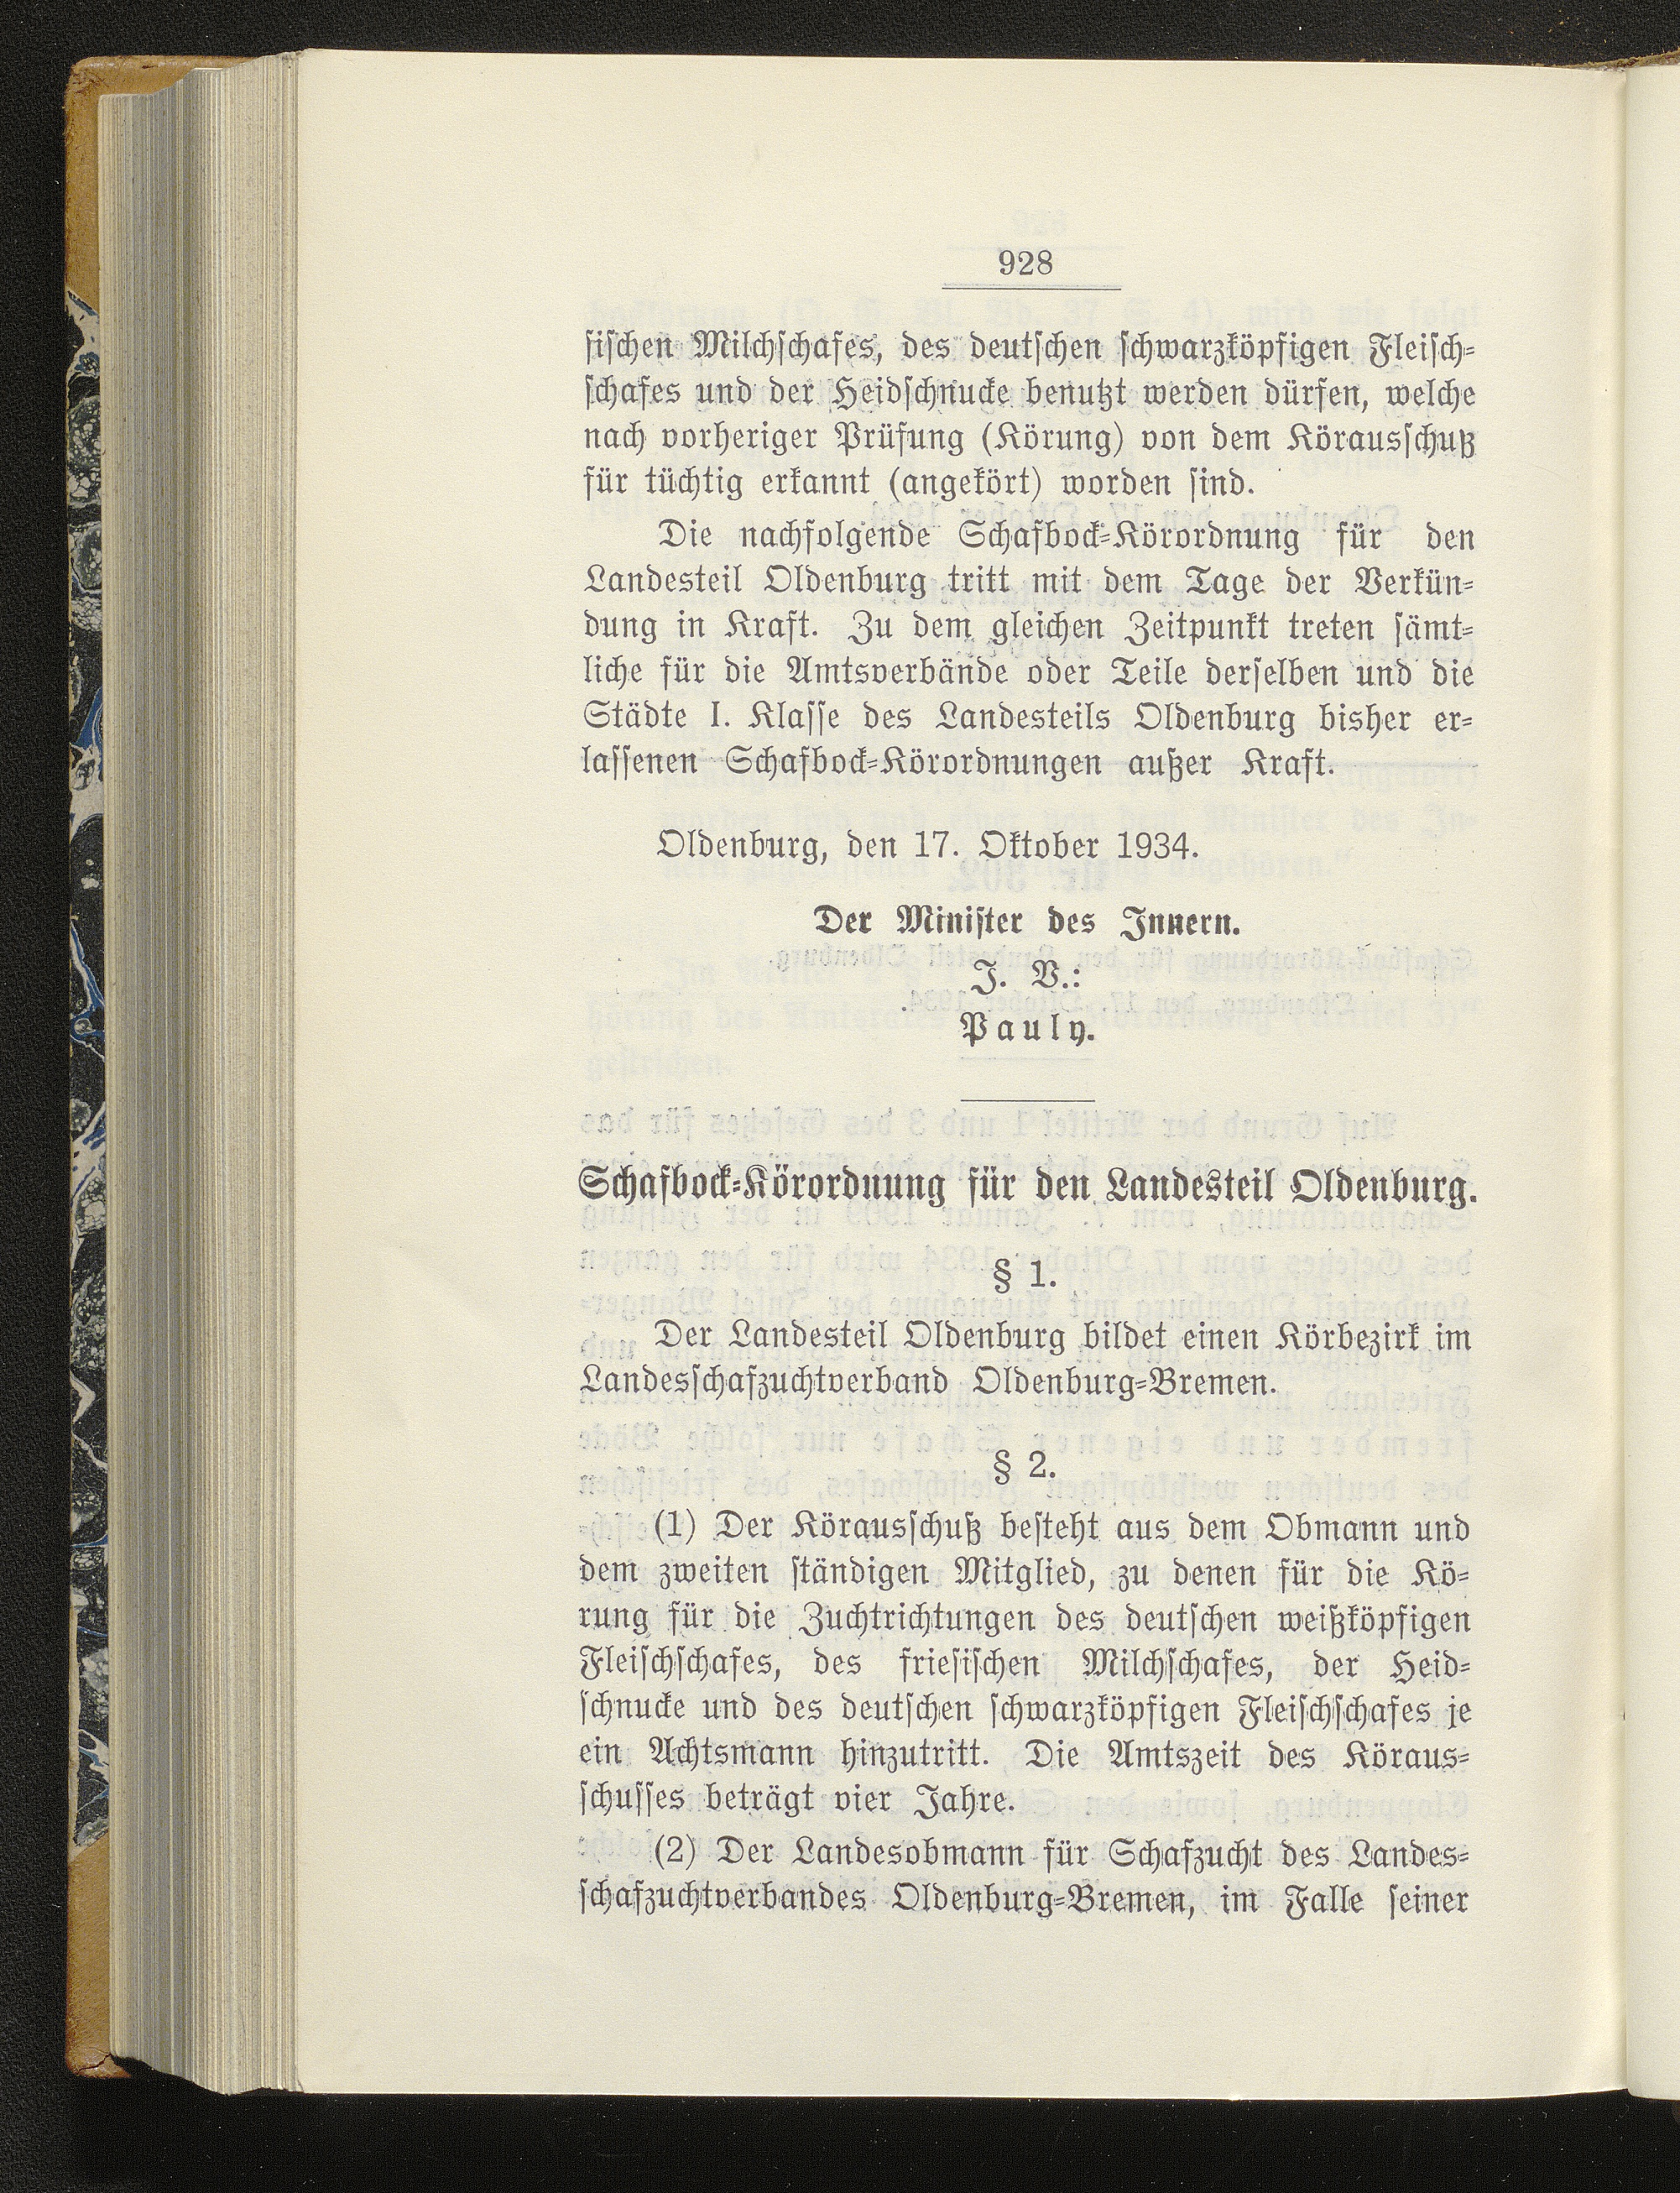 928
sischen Milchschafes, des deutschen schwarzköpfigen Fleisch-
schafes und der Heidschnucke benutzt werden dürfen, welche
nach vorheriger Prüfung (Körung) von dem Körausschuß
für tüchtig erkannt (angekört) worden sind.
Die nachfolgende Schafbock-Körordnung für den
Landesteil Oldenburg tritt mit dem Tage der Verkün-
dung in Kraft. Zu dem gleichen Zeitpunkt treten sämt-
liche für die Amtsverbände oder Teile derselben und die
Städte I. Klasse des Landesteils Oldenburg bisher er-
lassenen Schafbock-Körordnungen außer Kraft.
Oldenburg, den 17. Oktober 1934.
Der Minister des Innern.
J. V.:
Pauly.
Schafbock-Körordnung für den Landesteil Oldenburg.
§ 1.
Der Landesteil Oldenburg bildet einen Körbezirk im
Landesschafzuchtverband Oldenburg-Bremen.
§ 2.
(1) Der Körausschuß besteht aus dem Obmann und
dem zweiten ständigen Mitglied, zu denen für die Kö-
rung für die Zuchtrichtungen des deutschen weißköpfigen
Fleischschafes, des friesischen Milchschafes, der Heid-
schnucke und des deutschen schwarzköpfigen Fleischschafes je
ein Achtsmann hinzutritt. Die Amtszeit des Köraus-
schusses beträgt vier Jahre.
(2) Der Landesobmann für Schafzucht des Landes-
schafzuchtverbandes Oldenburg-Bremen, im Falle seiner